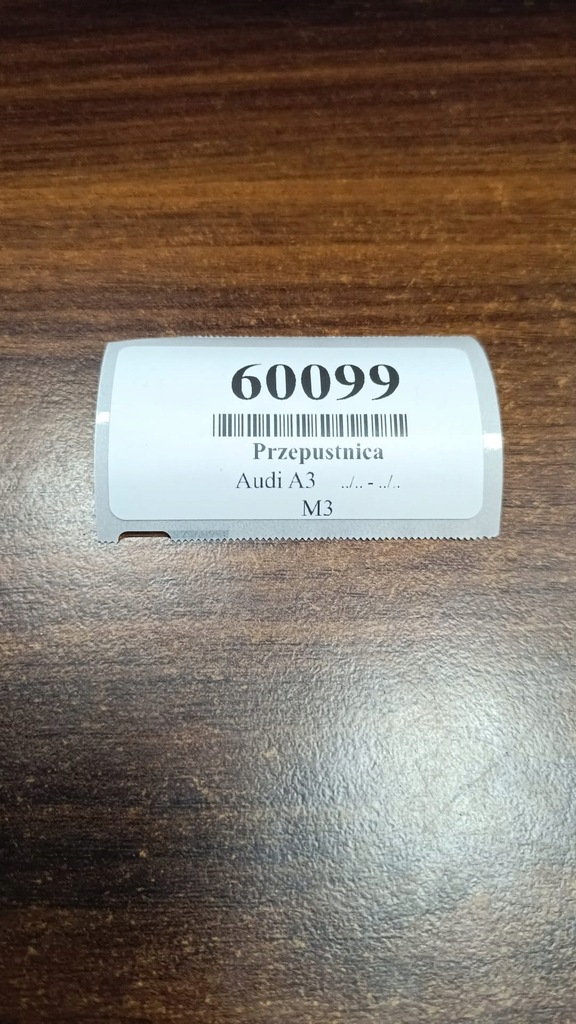 60099
Przepustnica
Audi A3 ../.. - ../..
M3